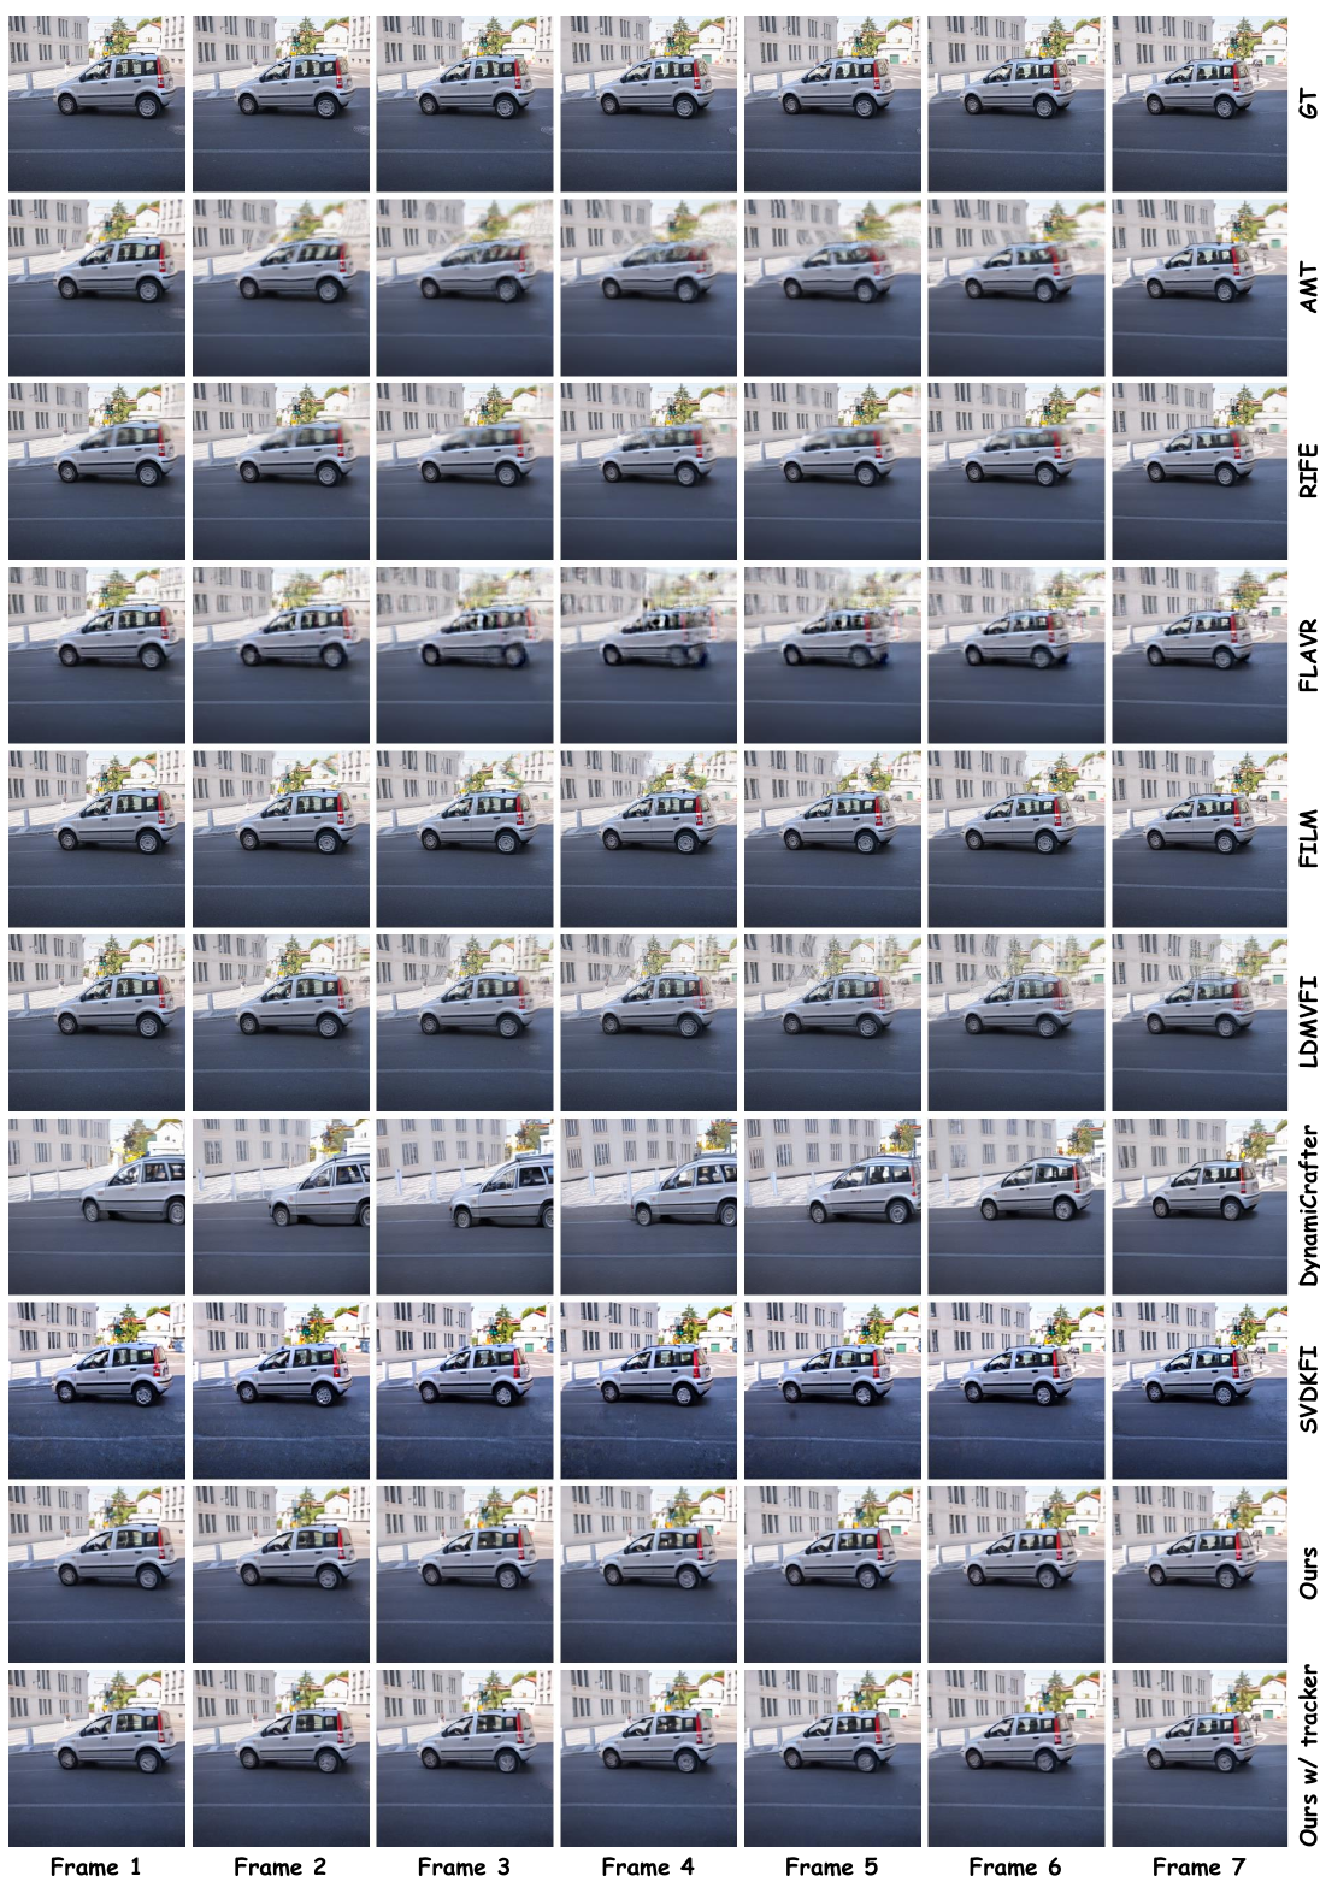 GT
AMT
RIFE
FLAVR
FILM
LDMVFI
DynamiCrafter
SVDKFI
Ours
Ours w/ tracker
Frame 1 Frame 2 Frame 3 Frame 4 Frame 5 Frame 6 Frame 7